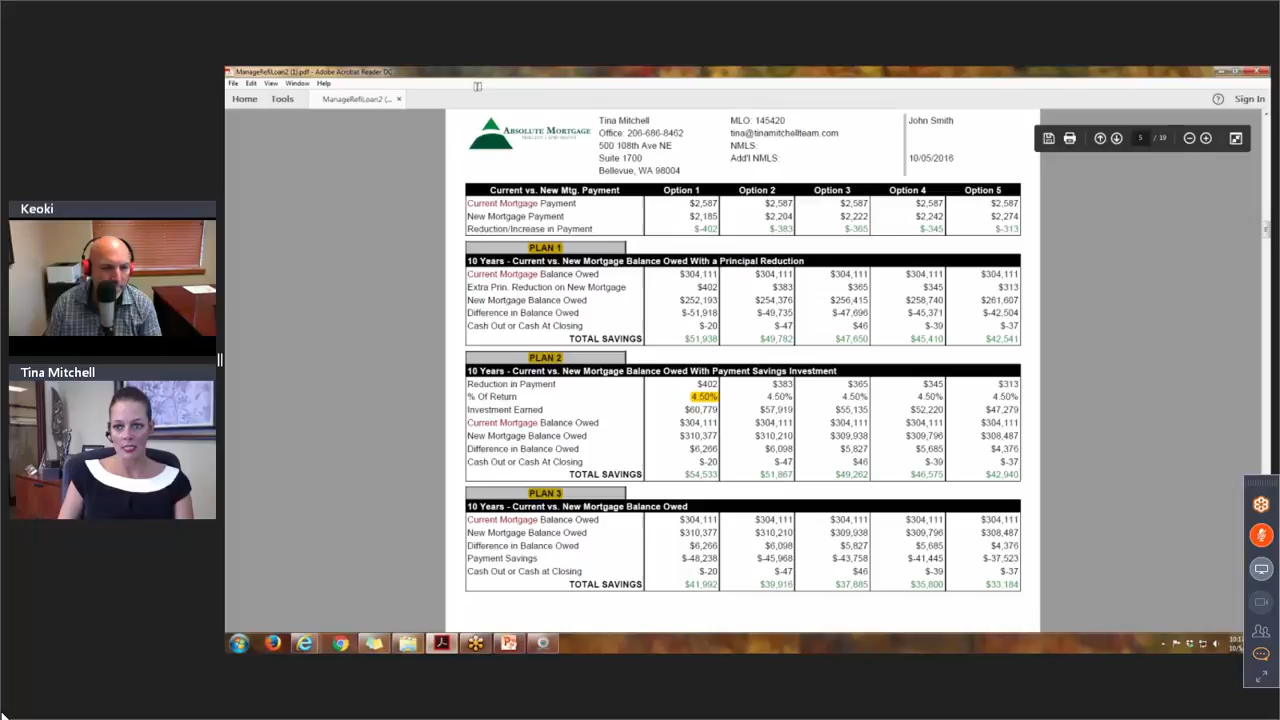 ManageRefiLoan2 (1).pdf - Adobe Acrobat Reader DC
File Edit View Window Help
Home Tools ManageRefiLoan2 (... × Sign In
5 / 19
ABSOLUTE MORTGAGE
Tina Mitchell
Office: 206-686-8462
500 108th Ave NE
Suite 1700
Bellevue, WA 98004
MLO: 145420
tina@tinamitchellteam.com
NMLS:
Add'l NMLS:
John Smith
10/05/2016
Current vs. New Mtg. Payment Option 1 Option 2 Option 3 Option 4 Option 5
Current Mortgage Payment $2,587 $2,587 $2,587 $2,587 $2,587
New Mortgage Payment $2,185 $2,204 $2,222 $2,242 $2,274
Reduction/Increase in Payment $-402 $-383 $-365 $-345 $-313
PLAN 1
10 Years - Current vs. New Mortgage Balance Owed With a Principal Reduction
Current Mortgage Balance Owed $304,111 $304,111 $304,111 $304,111 $304,111
Extra Prin. Reduction on New Mortgage $402 $383 $365 $345 $313
New Mortgage Balance Owed $252,193 $254,376 $256,415 $258,740 $261,607
Difference in Balance Owed $-51,918 $-49,735 $-47,696 $-45,371 $-42,504
Cash Out or Cash At Closing $-20 $-47 $46 $-39 $-37
TOTAL SAVINGS $51,938 $49,782 $47,650 $45,410 $42,541
PLAN 2
10 Years - Current vs. New Mortgage Balance Owed With Payment Savings Investment
Reduction in Payment $402 $383 $365 $345 $313
% Of Return 4.50% 4.50% 4.50% 4.50% 4.50%
Investment Earned $60,779 $57,919 $55,135 $52,220 $47,279
Current Mortgage Balance Owed $304,111 $304,111 $304,111 $304,111 $304,111
New Mortgage Balance Owed $310,377 $310,210 $309,938 $309,796 $308,487
Difference in Balance Owed $6,266 $6,098 $5,827 $5,685 $4,376
Cash Out or Cash At Closing $-20 $-47 $46 $-39 $-37
TOTAL SAVINGS $54,533 $51,867 $49,262 $46,575 $42,940
PLAN 3
10 Years - Current vs. New Mortgage Balance Owed
Current Mortgage Balance Owed $304,111 $304,111 $304,111 $304,111 $304,111
New Mortgage Balance Owed $310,377 $310,210 $309,938 $309,796 $308,487
Difference in Balance Owed $6,266 $6,098 $5,827 $5,685 $4,376
Payment Savings $-48,238 $-45,968 $-43,758 $-41,445 $-37,523
Cash Out or Cash at Closing $-20 $-47 $46 $-39 $-37
TOTAL SAVINGS $41,992 $39,916 $37,885 $35,800 $33,184
Keoki
Tina Mitchell